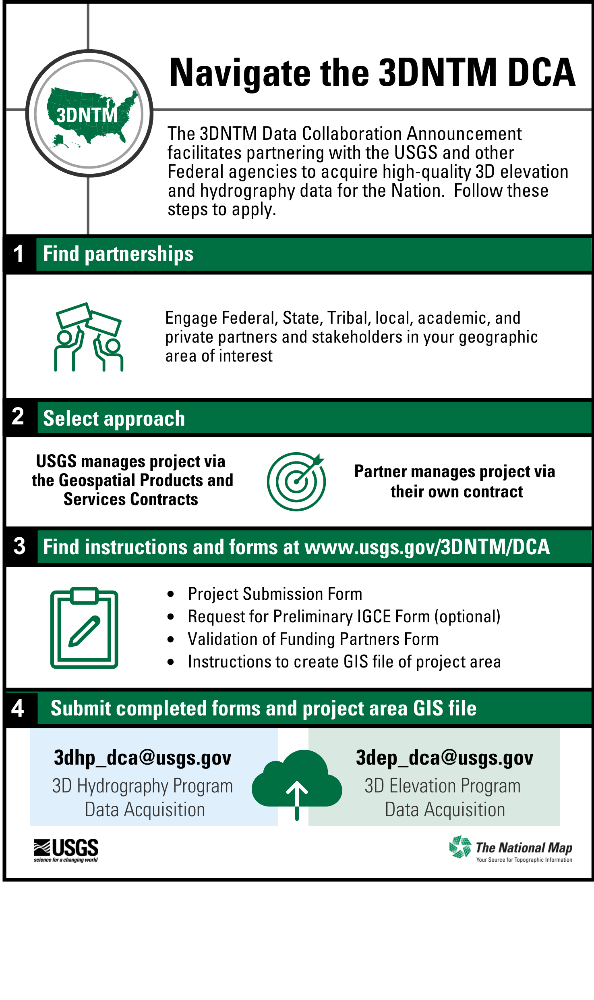 Navigate the 3DNTM DCA
3DNTM
The 3DNTM Data Collaboration Announcement
facilitates partnering with the USGS and other
Federal agencies to acquire high-quality 3D elevation
and hydrography data for the Nation.  Follow these
steps to apply.
1 Find partnerships
Engage Federal, State, Tribal, local, academic, and
private partners and stakeholders in your geographic
area of interest
2 Select approach
USGS manages project via
the Geospatial Products and
Services Contracts
Partner manages project via
their own contract
3 Find instructions and forms at www.usgs.gov/3DNTM/DCA
• Project Submission Form
• Request for Preliminary IGCE Form (optional)
• Validation of Funding Partners Form
• Instructions to create GIS file of project area
4 Submit completed forms and project area GIS file
3dhp_dca@usgs.gov
3D Hydrography Program
Data Acquisition
3dep_dca@usgs.gov
3D Elevation Program
Data Acquisition
USGS
science for a changing world
The National Map
Your Source for Topographic Information